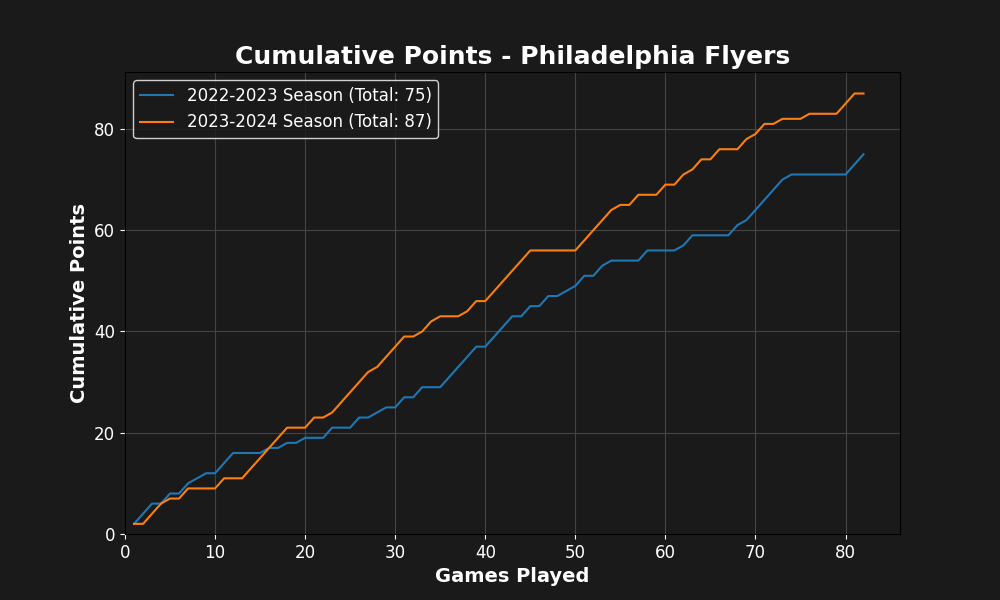 Cumulative Points - Philadelphia Flyers
2022-2023 Season (Total: 75)
2023-2024 Season (Total: 87)
Cumulative Points
80
60
40
20
0
0 10 20 30 40 50 60 70 80
Games Played